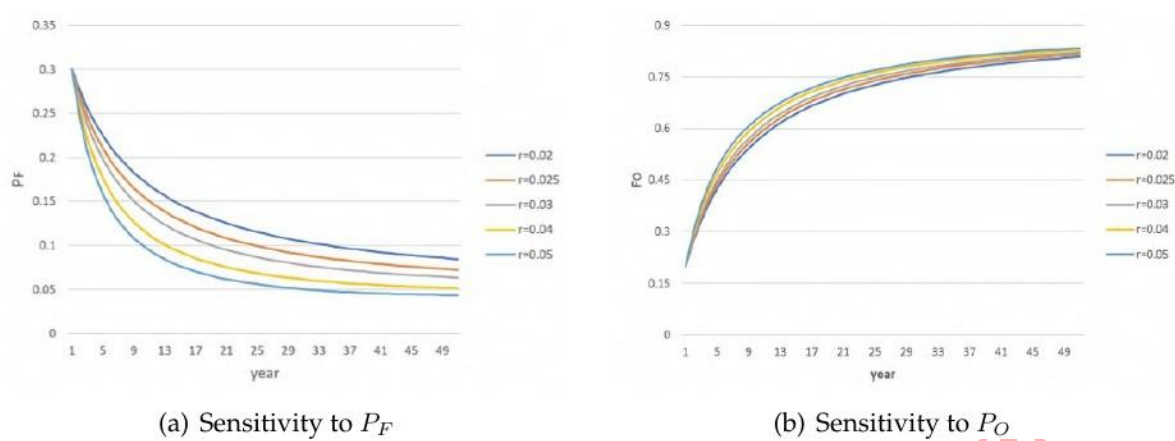 0.35
0.3
0.25
0.2
0.15
0.1
0.05
0
PF
1 5 9 13 17 21 25 29 33 37 41 45 49
year
r=0.02
r=0.025
r=0.03
r=0.04
r=0.05
(a) Sensitivity to P_F
0.9
0.75
0.6
0.45
0.3
0.15
0
1 5 9 13 17 21 25 29 33 37 41 45 49
year
r=0.02
r=0.025
r=0.03
r=0.04
r=0.05
(b) Sensitivity to P_O